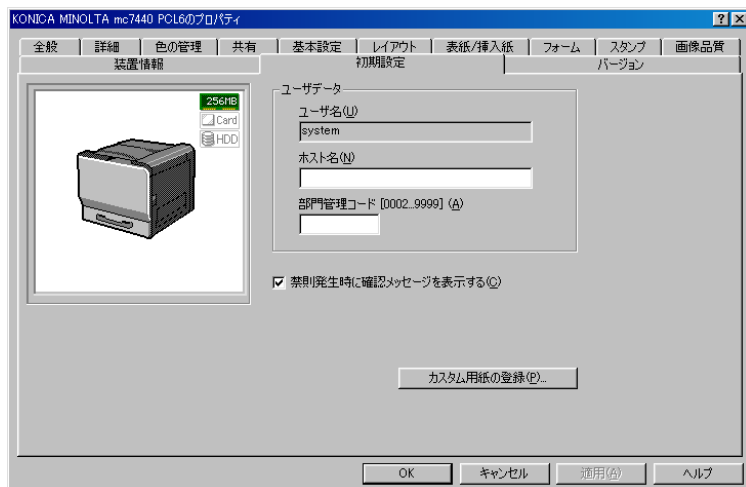 KONICA MINOLTA mc7440 PCL6のプロパティ
全般 詳細 色の管理 共有 基本設定 レイアウト 表紙/挿入紙 フォーム スタンプ 画像品質
装置情報 初期設定 バージョン
256MB
Card
HDD
ユーザデータ
ユーザ名(U)
system
ホスト名(N)
部門管理コード [0002...9999] (A)
禁則発生時に確認メッセージを表示する(C)
カスタム用紙の登録(P)...
OK キャンセル 適用(A) ヘルプ